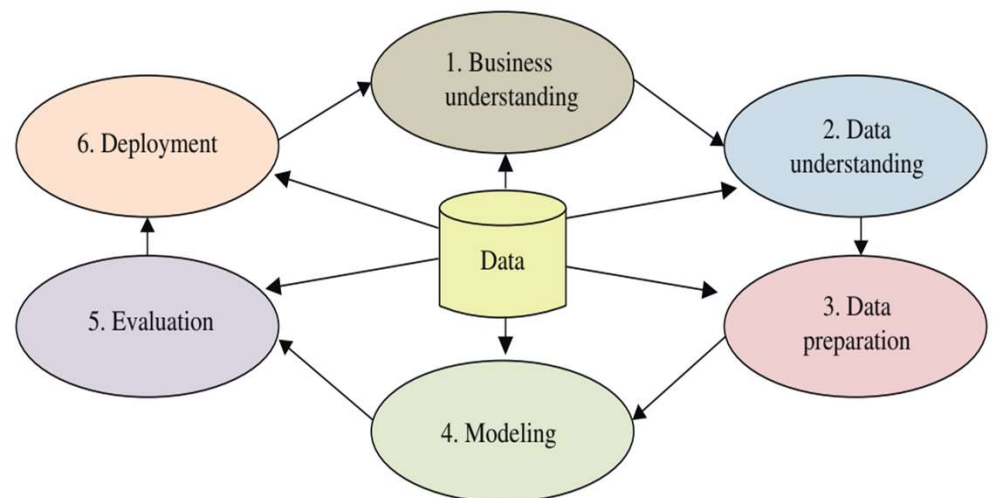 1. Business
understanding
2. Data
understanding
3. Data
preparation
4. Modeling
5. Evaluation
6. Deployment
Data